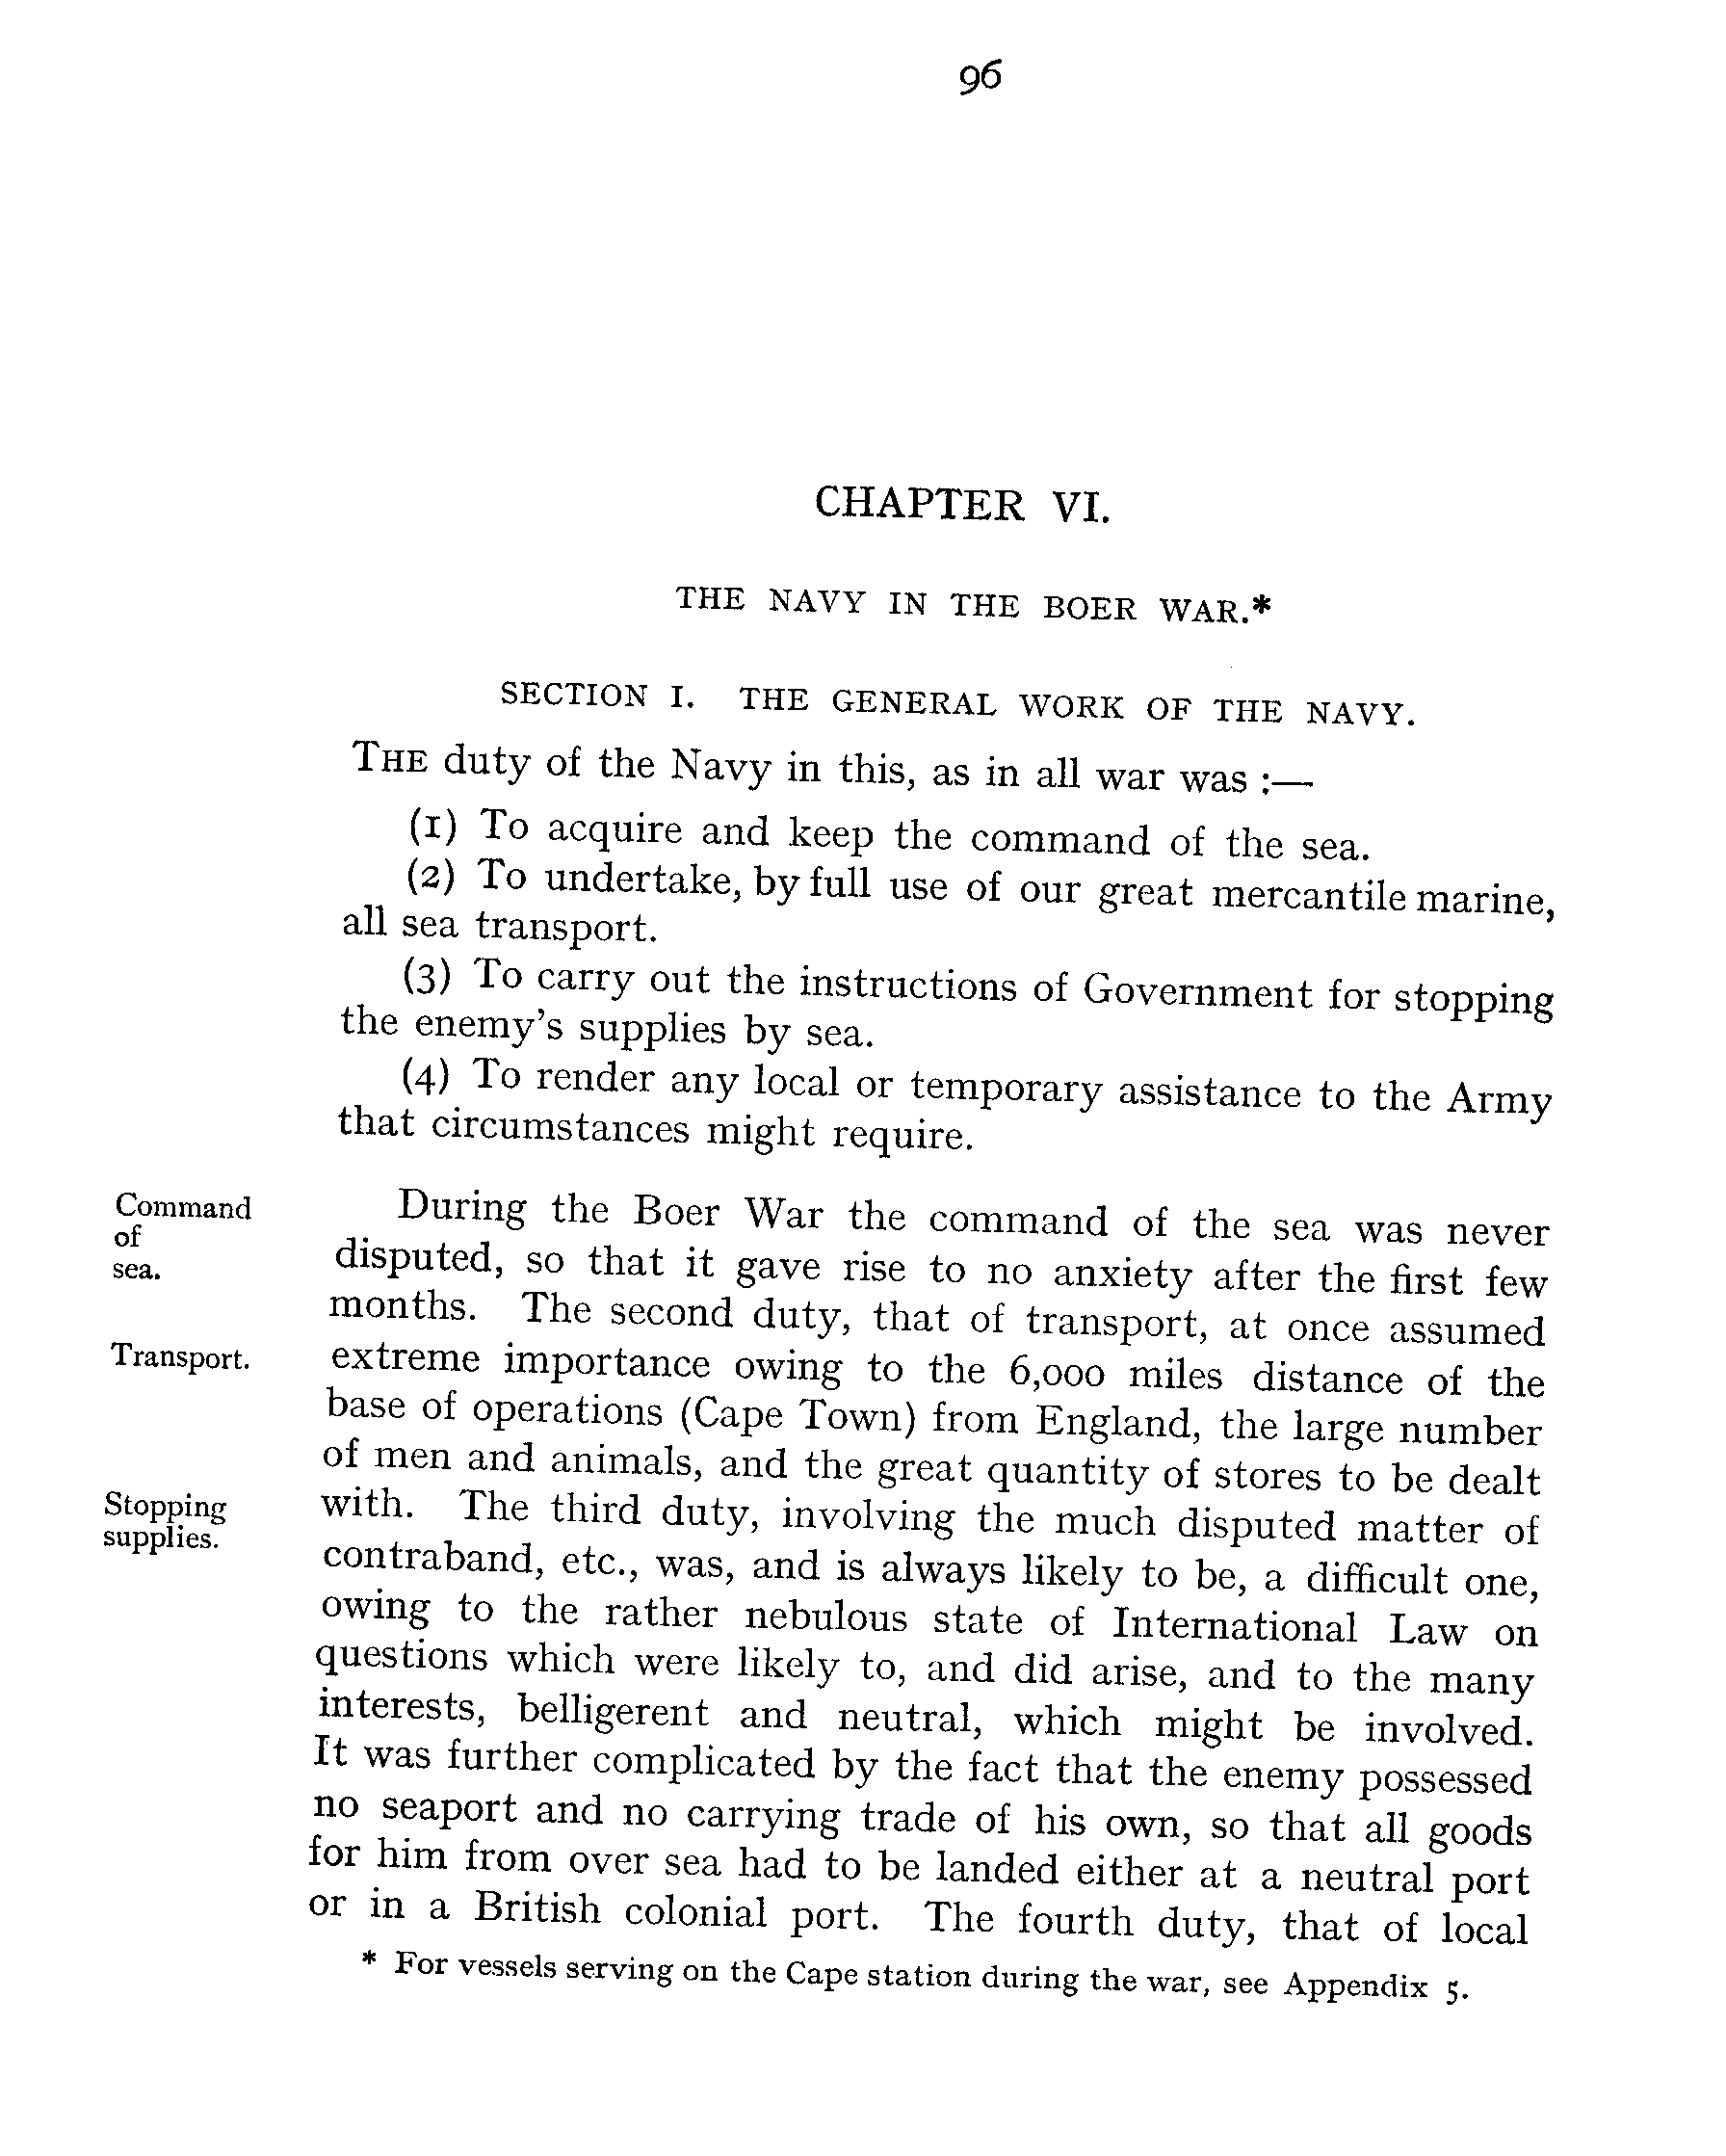 96
CHAPTER VI.
THE NAVY IN THE BOER WAR.*
SECTION I. THE GENERAL WORK OF THE NAVY.
THE duty of the Navy in this, as in all war was :—
(1) To acquire and keep the command of the sea.
(2) To undertake, by full use of our great mercantile marine,
all sea transport.
(3) To carry out the instructions of Government for stopping
the enemy's supplies by sea.
(4) To render any local or temporary assistance to the Army
that circumstances might require.
Command
of
sea.
During the Boer War the command of the sea was never
disputed, so that it gave rise to no anxiety after the first few
months. The second duty, that of transport, at once assumed
Transport.
extreme importance owing to the 6,000 miles distance of the
base of operations (Cape Town) from England, the large number
of men and animals, and the great quantity of stores to be dealt
Stopping
supplies.
with. The third duty, involving the much disputed matter of
contraband, etc., was, and is always likely to be, a difficult one,
owing to the rather nebulous state of International Law on
questions which were likely to, and did arise, and to the many
interests, belligerent and neutral, which might be involved.
It was further complicated by the fact that the enemy possessed
no seaport and no carrying trade of his own, so that all goods
for him from over sea had to be landed either at a neutral port
or in a British colonial port. The fourth duty, that of local
* For vessels serving on the Cape station during the war, see Appendix 5.